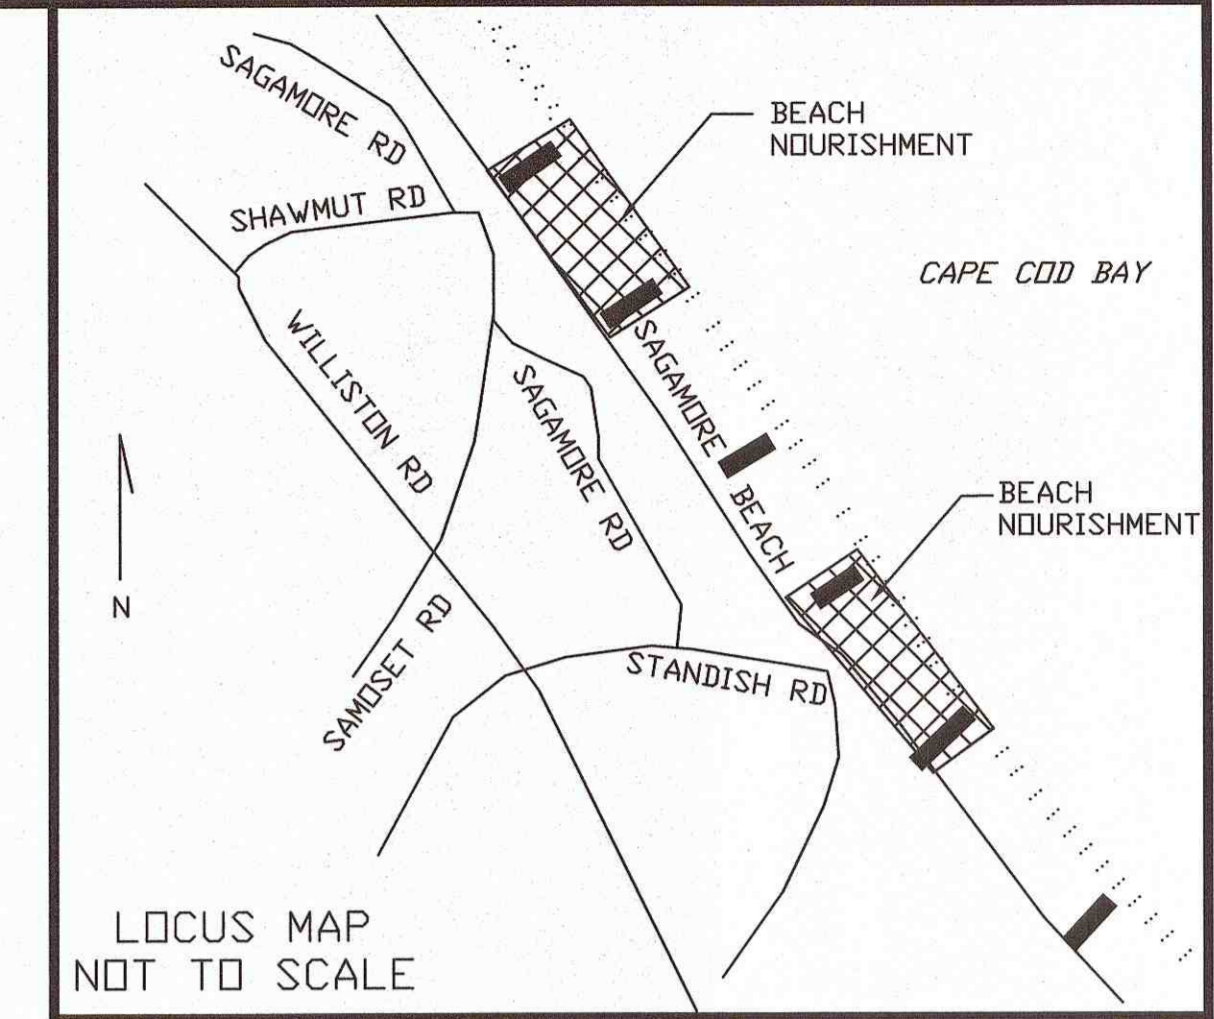 SAGAMORE RD
BEACH
NOURISHMENT
SHAWMUT RD
CAPE COD BAY
WILLISTON RD
SAGAMORE RD
SAGAMORE BEACH
BEACH
NOURISHMENT
N
SAMOSET RD
STANDISH RD
LOCUS MAP
NOT TO SCALE